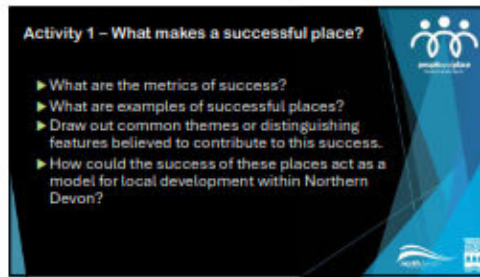 Activity 1 – What makes a successful place?
▶ What are the metrics of success?
▶ What are examples of successful places?
▶ Draw out common themes or distinguishing
features believed to contribute to this success.
▶ How could the success of these places act as a
model for local development within Northern
Devon?